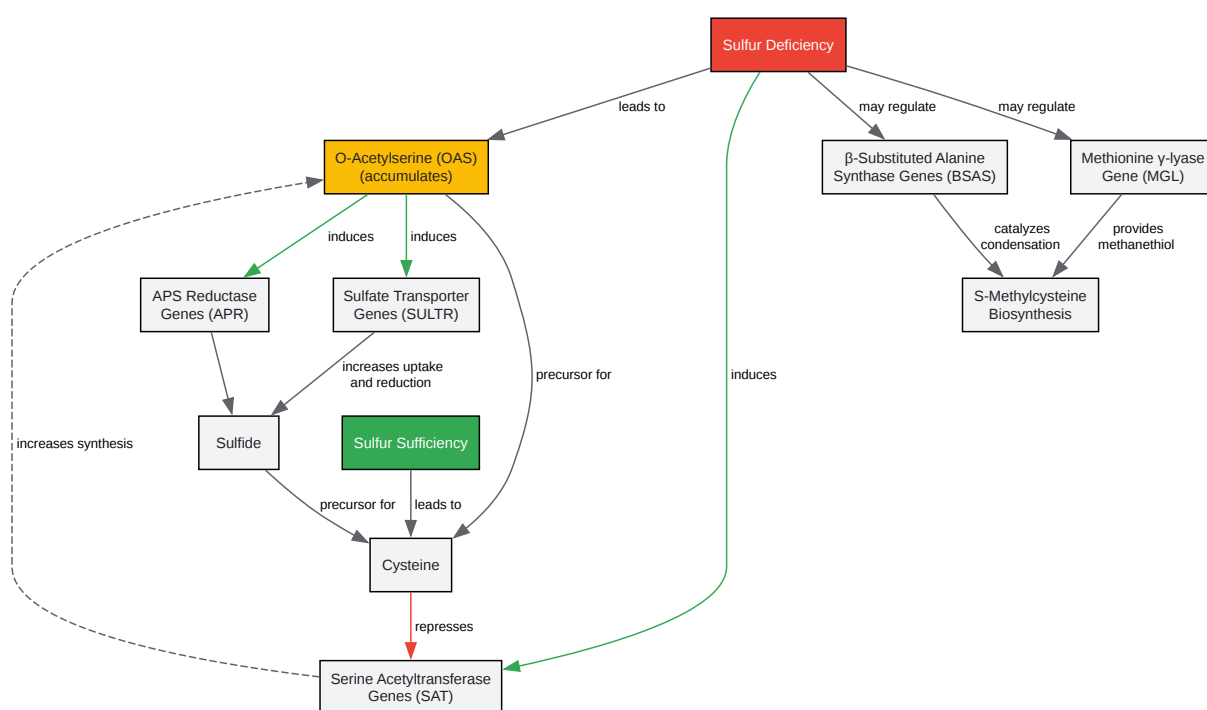 Sulfur Deficiency
leads to
may regulate
may regulate
O-Acetylserine (OAS)
(accumulates)
β-Substituted Alanine
Synthase Genes (BSAS)
Methionine γ-lyase
Gene (MGL)
induces
induces
catalyzes
condensation
provides
methanethiol
APS Reductase
Genes (APR)
Sulfate Transporter
Genes (SULTR)
S-Methylcysteine
Biosynthesis
increases uptake
and reduction
precursor for
induces
increases synthesis
Sulfide
Sulfur Sufficiency
precursor for
leads to
Cysteine
represses
Serine Acetyltransferase
Genes (SAT)